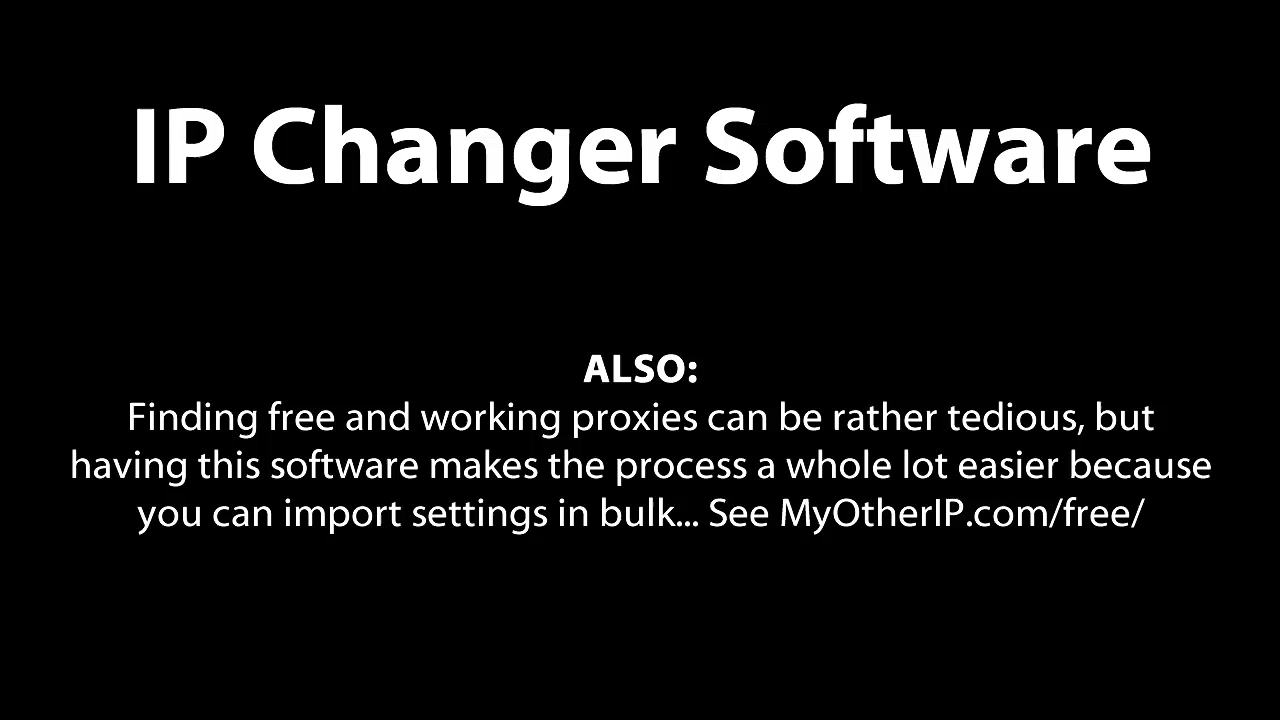 IP Changer Software
ALSO:
Finding free and working proxies can be rather tedious, but
having this software makes the process a whole lot easier because
you can import settings in bulk... See MyOtherIP.com/free/